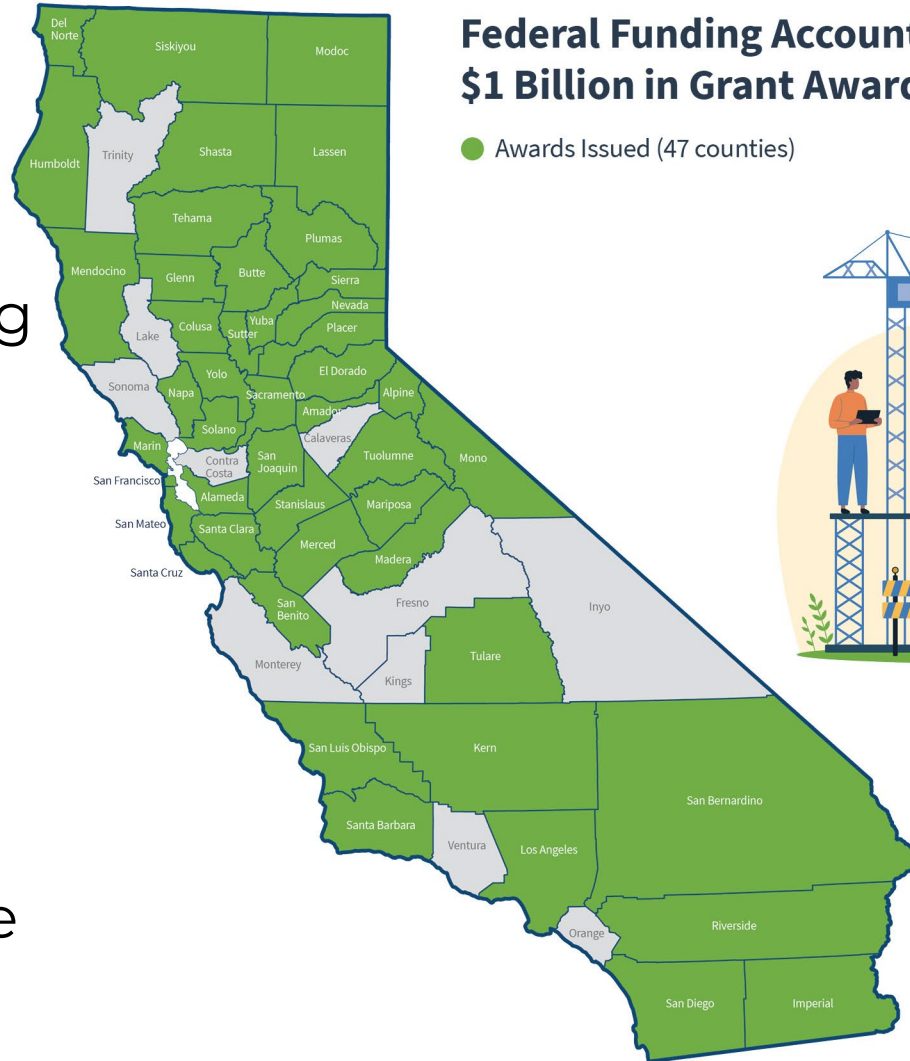 Federal Funding Account
$1 Billion in Grant Awar
Awards Issued (47 counties)
g
e
Del
Norte
Siskiyou
Modoc
Humboldt
Trinity
Shasta
Lassen
Tehama
Plumas
Mendocino
Glenn
Butte
Sierra
Nevada
Lake
Colusa
Yuba
Sutter
Placer
Sonoma
Napa
Yolo
El Dorado
Sacramento
Alpine
Amador
Solano
Calaveras
Marin
Contra
Costa
San
Joaquin
Tuolumne
Mono
San Francisco
Alameda
Stanislaus
Mariposa
San Mateo
Santa Clara
Merced
Madera
Santa Cruz
San
Benito
Fresno
Inyo
Monterey
Kings
Tulare
San Luis Obispo
Kern
San Bernardino
Santa Barbara
Ventura
Los Angeles
Orange
Riverside
San Diego
Imperial